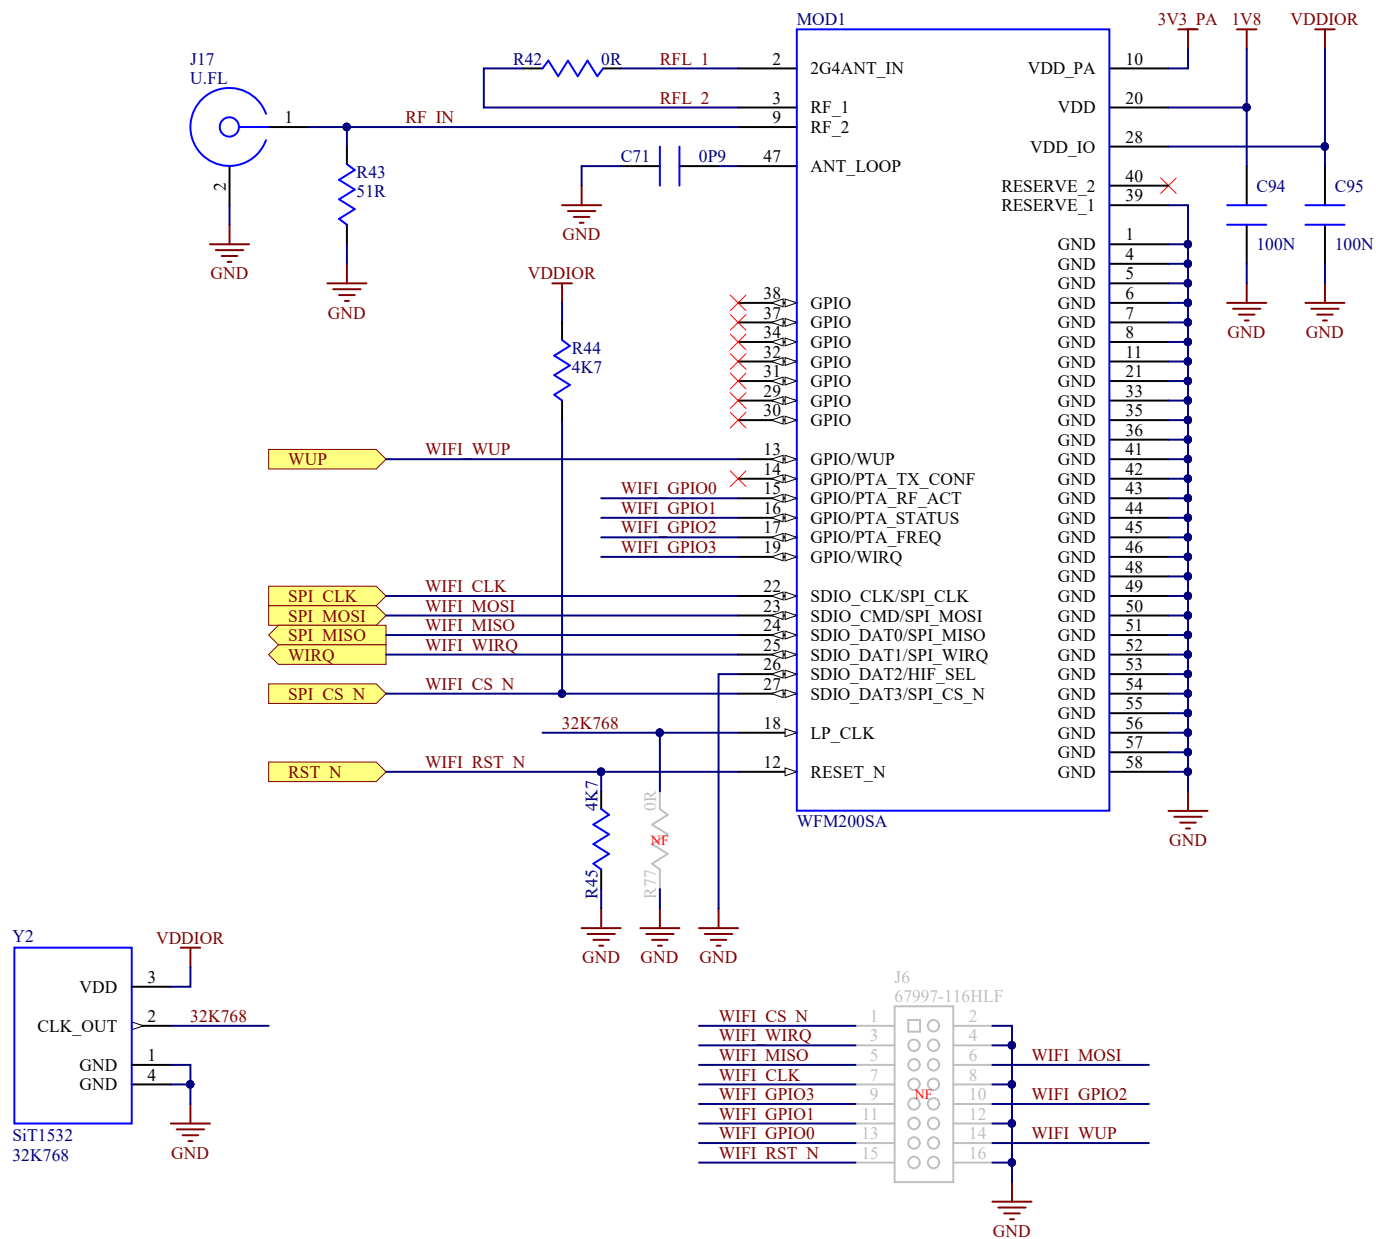 MOD1
3V3_PA 1V8 VDDIOR
J17
U.FL
1
2
GND
RF_IN
R43
51R
GND
R42 0R RFL_1
RFL_2
C71 0P9
GND
2 2G4ANT_IN
3 RF_1
9 RF_2
47 ANT_LOOP
VDD_PA 10
VDD 20
VDD_IO 28
RESERVE_2 40
RESERVE_1 39
C94
100N
GND
C95
100N
GND
GND 1
GND 4
GND 5
GND 6
GND 7
GND 8
GND 11
GND 21
GND 33
GND 35
GND 36
GND 41
GND 42
GND 43
GND 44
GND 45
GND 46
GND 48
GND 49
GND 50
GND 51
GND 52
GND 53
GND 54
GND 55
GND 56
GND 57
GND 58
GND
VDDIOR
R44
4K7
38 GPIO
37 GPIO
34 GPIO
32 GPIO
31 GPIO
29 GPIO
30 GPIO
WUP WIFI_WUP 13 GPIO/WUP
14 GPIO/PTA_TX_CONF
WIFI_GPIO0 15 GPIO/PTA_RF_ACT
WIFI_GPIO1 16 GPIO/PTA_STATUS
WIFI_GPIO2 17 GPIO/PTA_FREQ
WIFI_GPIO3 19 GPIO/WIRQ
SPI_CLK WIFI_CLK 22 SDIO_CLK/SPI_CLK
SPI_MOSI WIFI_MOSI 23 SDIO_CMD/SPI_MOSI
SPI_MISO WIFI_MISO 24 SDIO_DAT0/SPI_MISO
WIRQ WIFI_WIRQ 25 SDIO_DAT1/SPI_WIRQ
26 SDIO_DAT2/HIF_SEL
SPI_CS_N WIFI_CS_N 27 SDIO_DAT3/SPI_CS_N
32K768 18 LP_CLK
RST_N WIFI_RST_N 12 RESET_N
WFM200SA
R45 4K7
R77 0R
NF
GND GND GND
Y2
VDDIOR
VDD 3
CLK_OUT 2 32K768
GND 1
GND 4
SiT1532
32K768
GND
J6
67997-116HLF
WIFI_CS_N 1 2
WIFI_WIRQ 3 4
WIFI_MISO 5 6 WIFI_MOSI
WIFI_CLK 7 8
NF
WIFI_GPIO3 9 10 WIFI_GPIO2
WIFI_GPIO1 11 12
WIFI_GPIO0 13 14 WIFI_WUP
WIFI_RST_N 15 16
GND